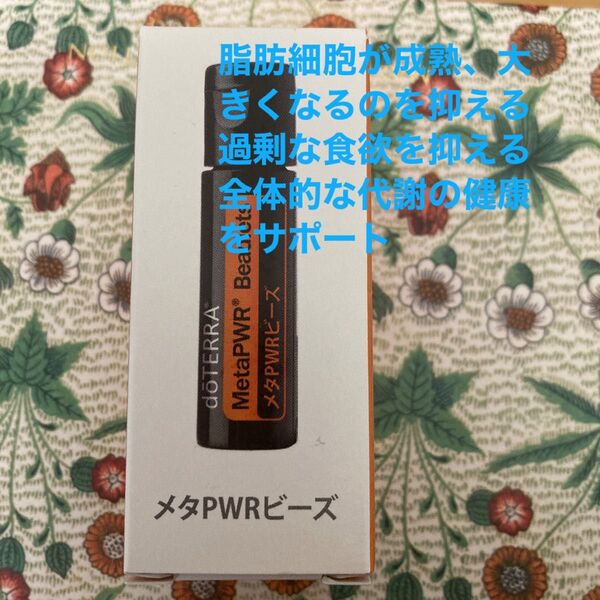 脂肪細胞が成熟、大
きくなるのを抑える
過剰な食欲を抑える
全体的な代謝の健康
をサポート
dōTERRA®
MetaPWR® Beadlets
メタPWRビーズ
メタPWRビーズ